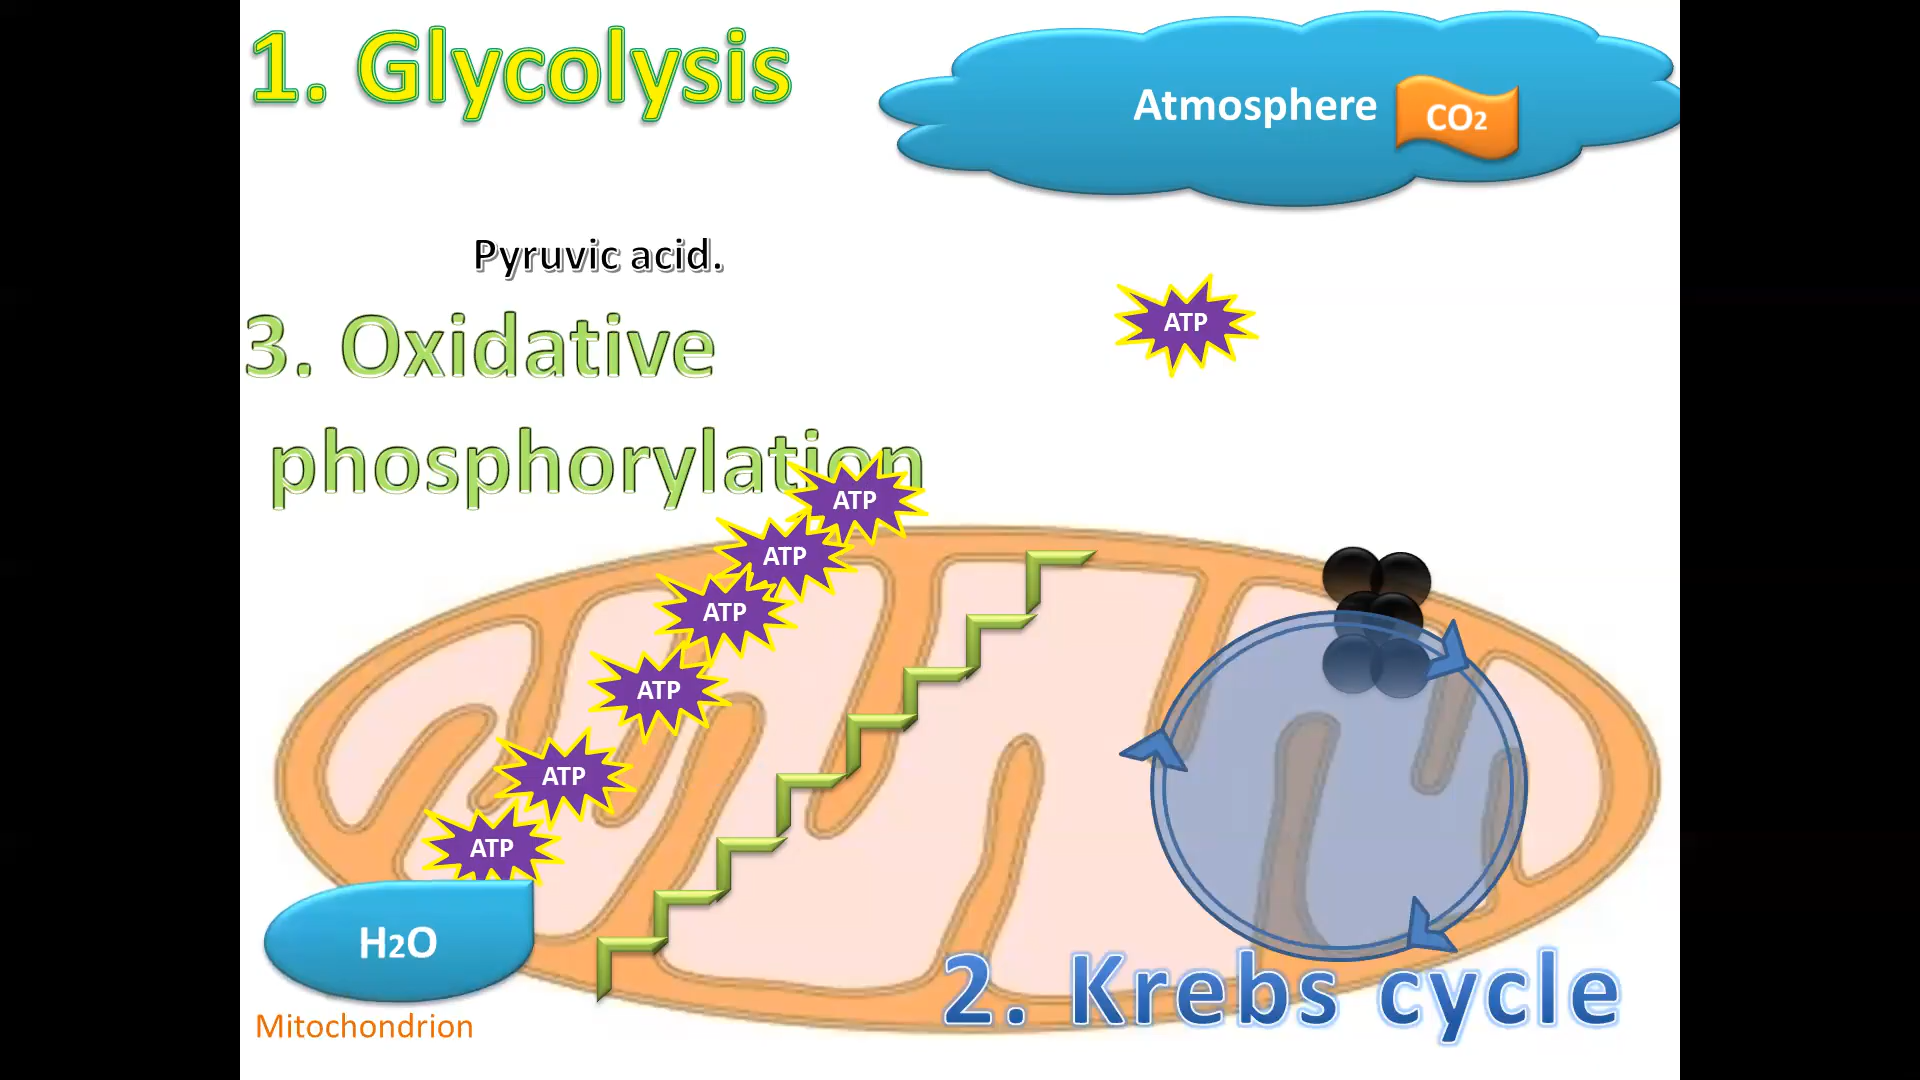 1. Glycolysis
Atmosphere
CO2
Pyruvic acid.
ATP
3. Oxidative
phosphorylation
ATP
ATP
ATP
ATP
ATP
ATP
H2O
2. Krebs cycle
Mitochondrion